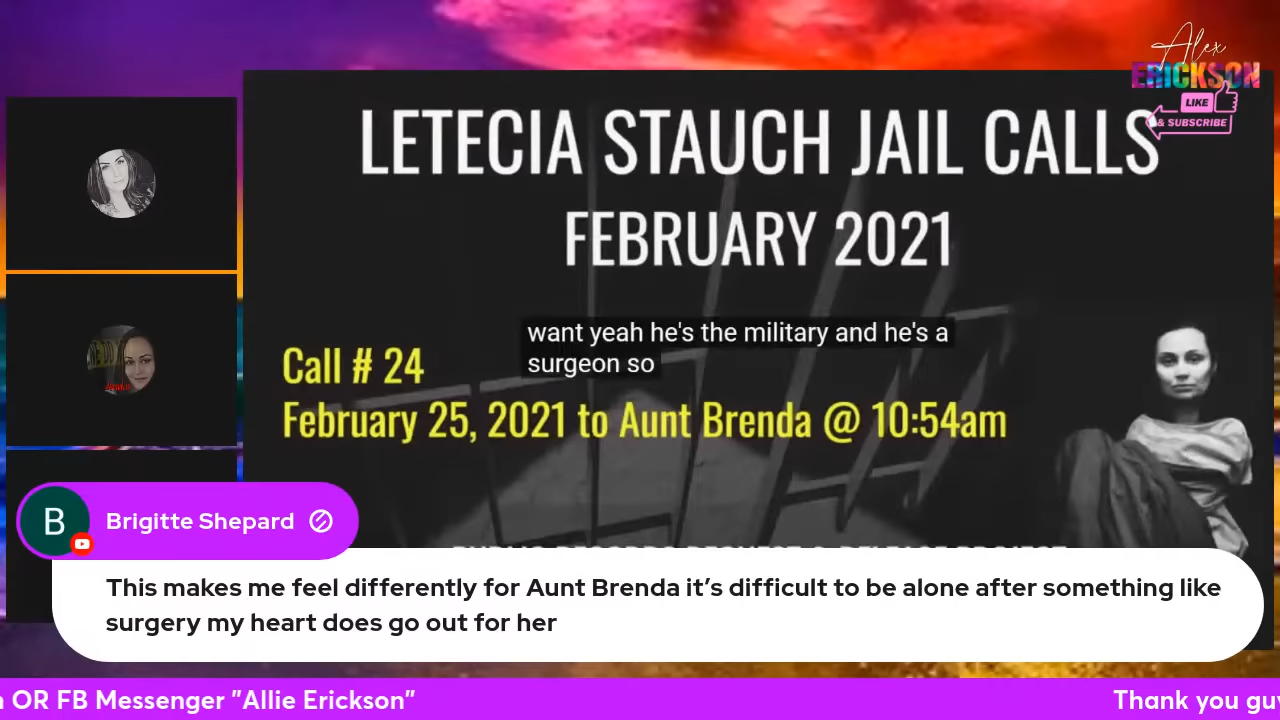 Alex
ERICKSON
LIKE
& SUBSCRIBE
LETECIA STAUCH JAIL CALLS
FEBRUARY 2021
want yeah he's the military and he's a
surgeon so
Call # 24
February 25, 2021 to Aunt Brenda @ 10:54am
B
Brigitte Shepard
This makes me feel differently for Aunt Brenda it’s difficult to be alone after something like
surgery my heart does go out for her
OR FB Messenger "Allie Erickson"
Thank you